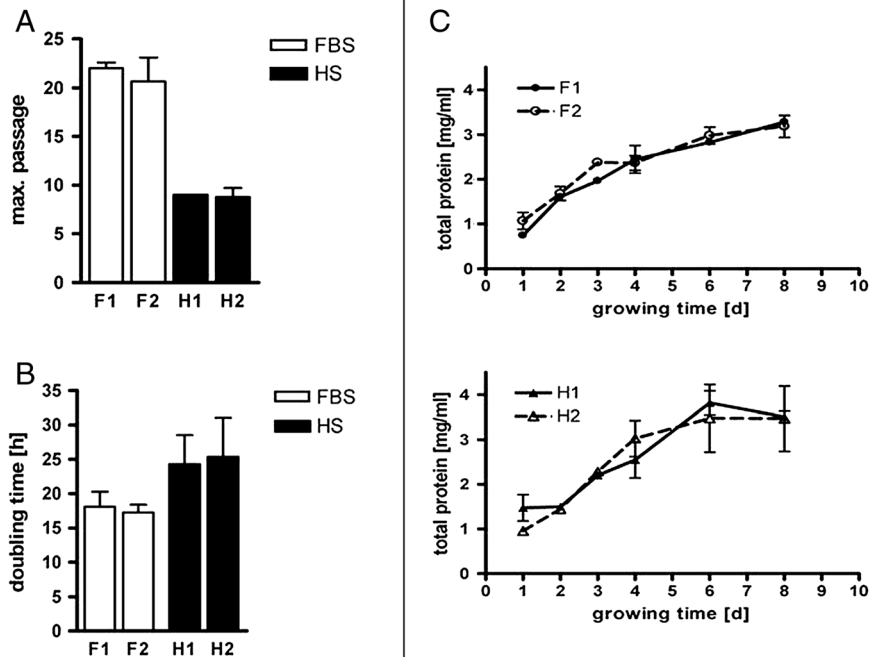 A
FBS
HS
max. passage
25
20
15
10
5
0
F1 F2 H1 H2
B
FBS
HS
doubling time [h]
35
30
25
20
15
10
5
0
F1 F2 H1 H2
C
F1
F2
total protein [mg/ml]
4
3
2
1
0
0 1 2 3 4 5 6 7 8 9 10
growing time [d]
H1
H2
total protein [mg/ml]
4
3
2
1
0
0 1 2 3 4 5 6 7 8 9 10
growing time [d]